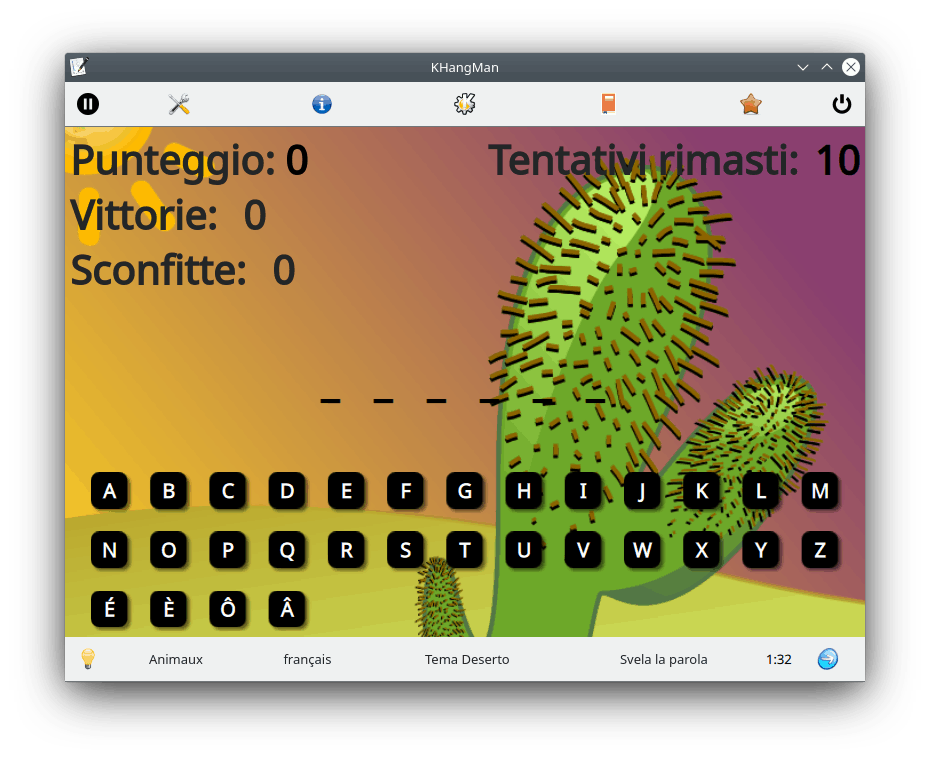 KHangMan
Punteggio: 0
Tentativi rimasti: 10
Vittorie: 0
Sconfitte: 0
_ _ _ _ _ _
A B C D E F G H I J K L M
N O P Q R S T U V W X Y Z
É È Ô Â
Animaux français Tema Deserto Svela la parola 1:32